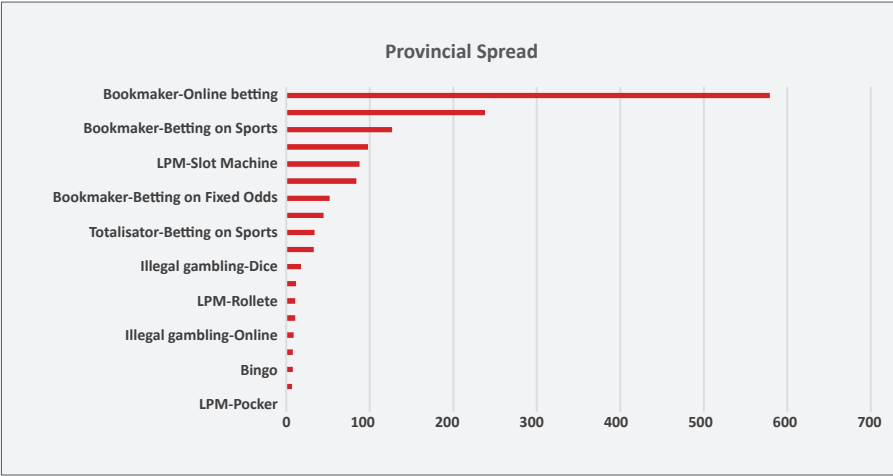 Provincial Spread
Bookmaker-Online betting
Bookmaker-Betting on Sports
LPM-Slot Machine
Bookmaker-Betting on Fixed Odds
Totalisator-Betting on Sports
Illegal gambling-Dice
LPM-Rollete
Illegal gambling-Online
Bingo
LPM-Pocker
0 100 200 300 400 500 600 700